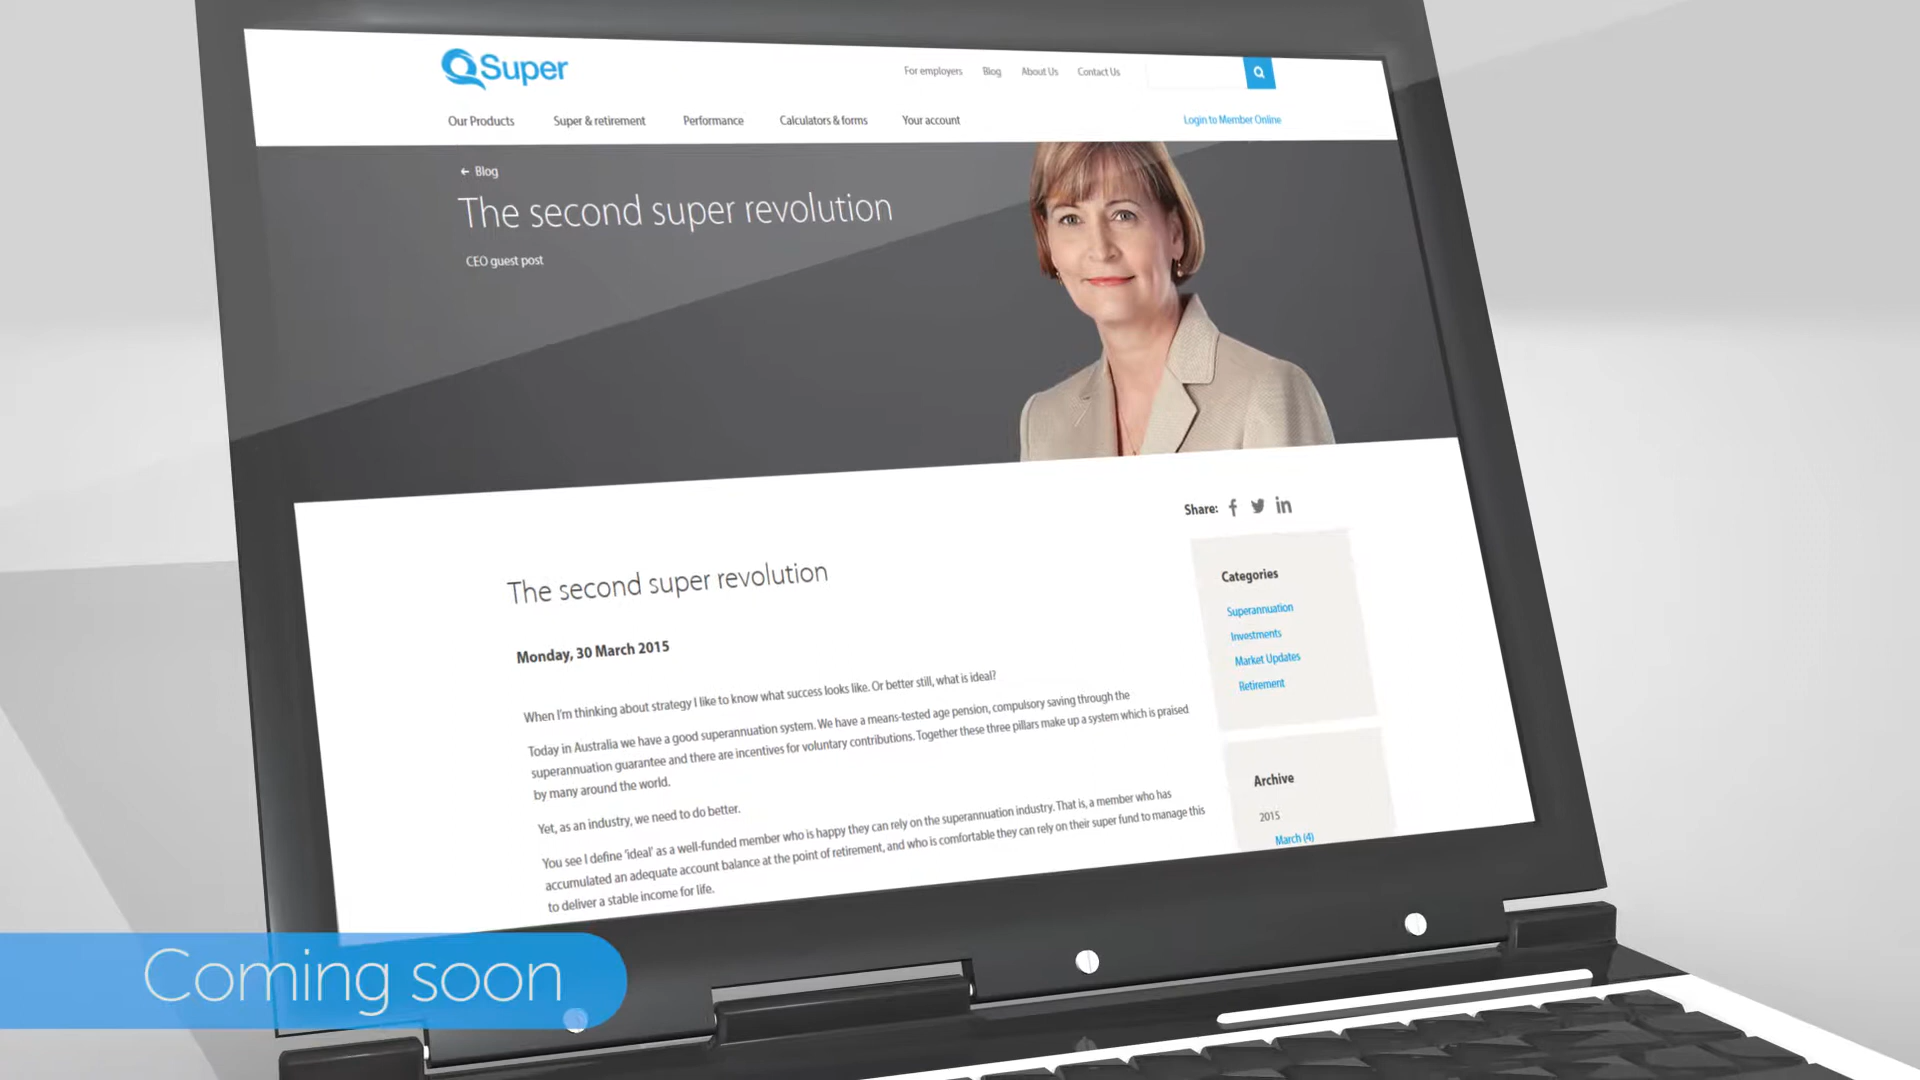 QSuper
For employers Blog About Us Contact Us
Our Products Super & retirement Performance Calculators & forms Your account Login to Member Online
← Blog
The second super revolution
CEO guest post
Share:
The second super revolution
Monday, 30 March 2015
When I'm thinking about strategy I like to know what success looks like. Or better still, what is ideal?
Today in Australia we have a good superannuation system. We have a means-tested age pension, compulsory saving through the
superannuation guarantee and there are incentives for voluntary contributions. Together these three pillars make up a system which is praised
by many around the world.
Yet, as an industry, we need to do better.
You see I define 'ideal' as a well-funded member who is happy they can rely on the superannuation industry. That is, a member who has
accumulated an adequate account balance at the point of retirement, and who is comfortable they can rely on their super fund to manage this
to deliver a stable income for life.
Categories
Superannuation
Investments
Market Updates
Retirement
Archive
2015
March (4)
Coming soon